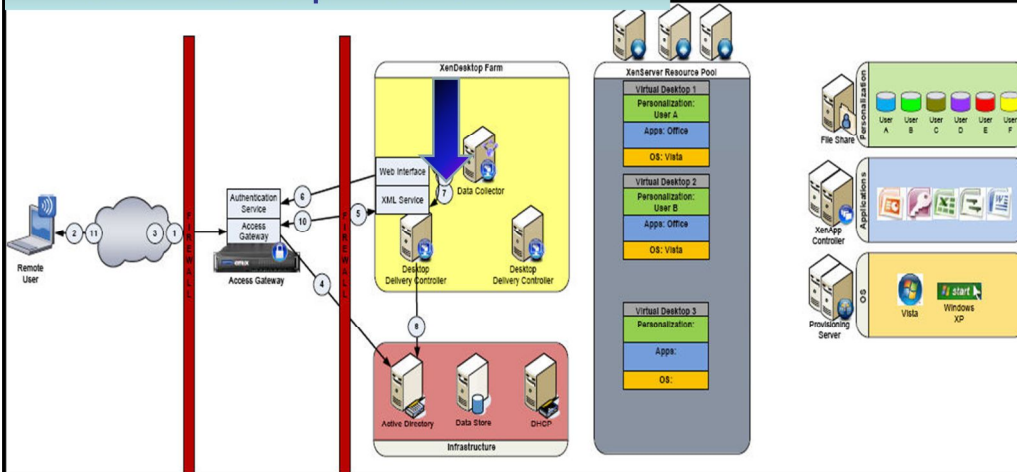 XenDesktop Farm
Web Interface
XML Service
Data Collector
Desktop
Delivery Controller
Desktop
Delivery Controller
Remote
User
2
11
3
1
FIREWALL
Authentication
Service
Access
Gateway
Access Gateway
6
10
5
4
7
8
FIREWALL
Active Directory
Data Store
DHCP
Infrastructure
XenServer Resource Pool
Virtual Desktop 1
Personalization:
User A
Apps: Office
OS: Vista
Virtual Desktop 2
Personalization:
User B
Apps: Office
OS: Vista
Virtual Desktop 3
Personalization:
Apps:
OS:
File Share
Personalization
User
A
User
B
User
C
User
D
User
E
User
F
XenApp
Controller
Applications
Provisioning
Server
OS
Vista
start
Windows
XP